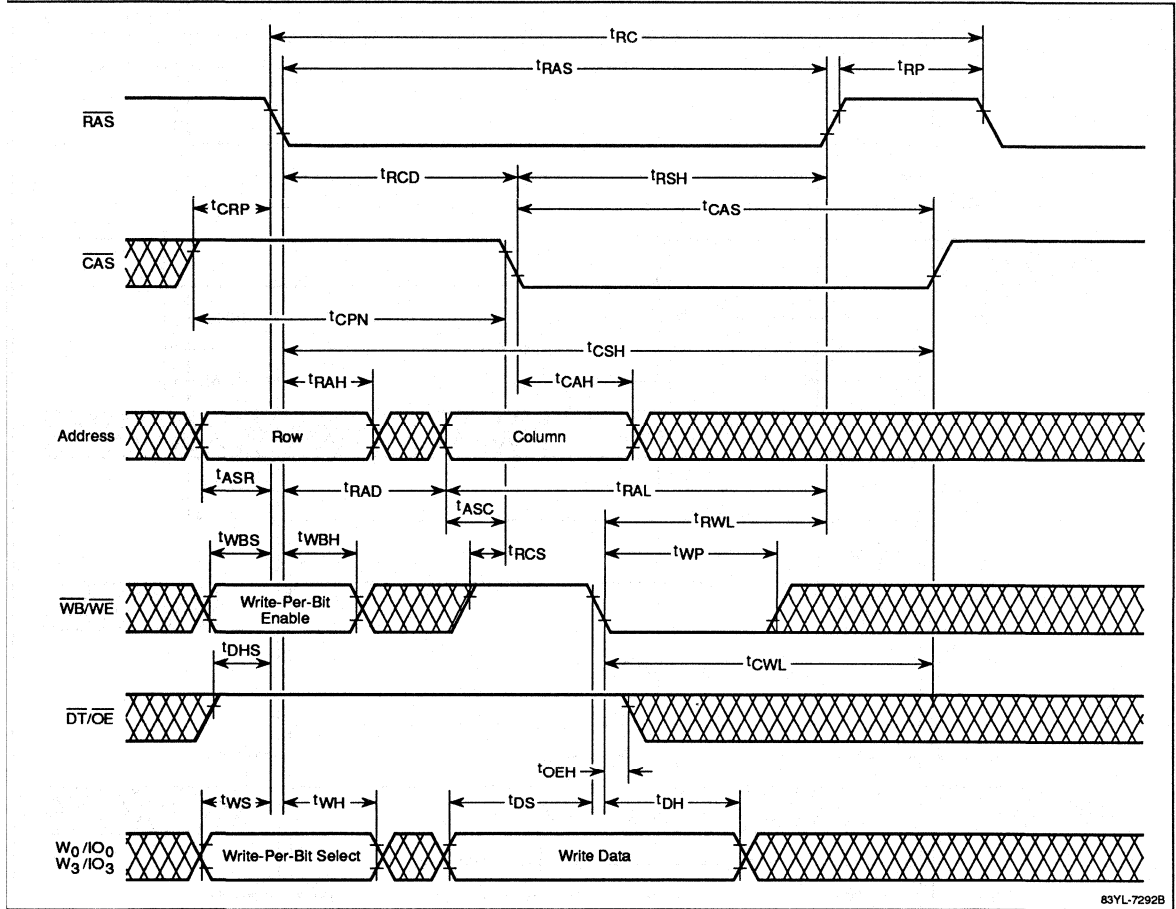 tRC
tRAS
tRP
RAS
tRCD
tRSH
tCRP
tCAS
CAS
tCPN
tCSH
tRAH
tCAH
Address
Row
Column
tASR
tRAD
tRAL
tASC
tRWL
tWBS
tWBH
tRCS
tWP
WB/WE
Write-Per-Bit
Enable
tDHS
tCWL
DT/OE
tOEH
tWS
tWH
tDS
tDH
W0/IO0
W3/IO3
Write-Per-Bit Select
Write Data
83YL-7292B